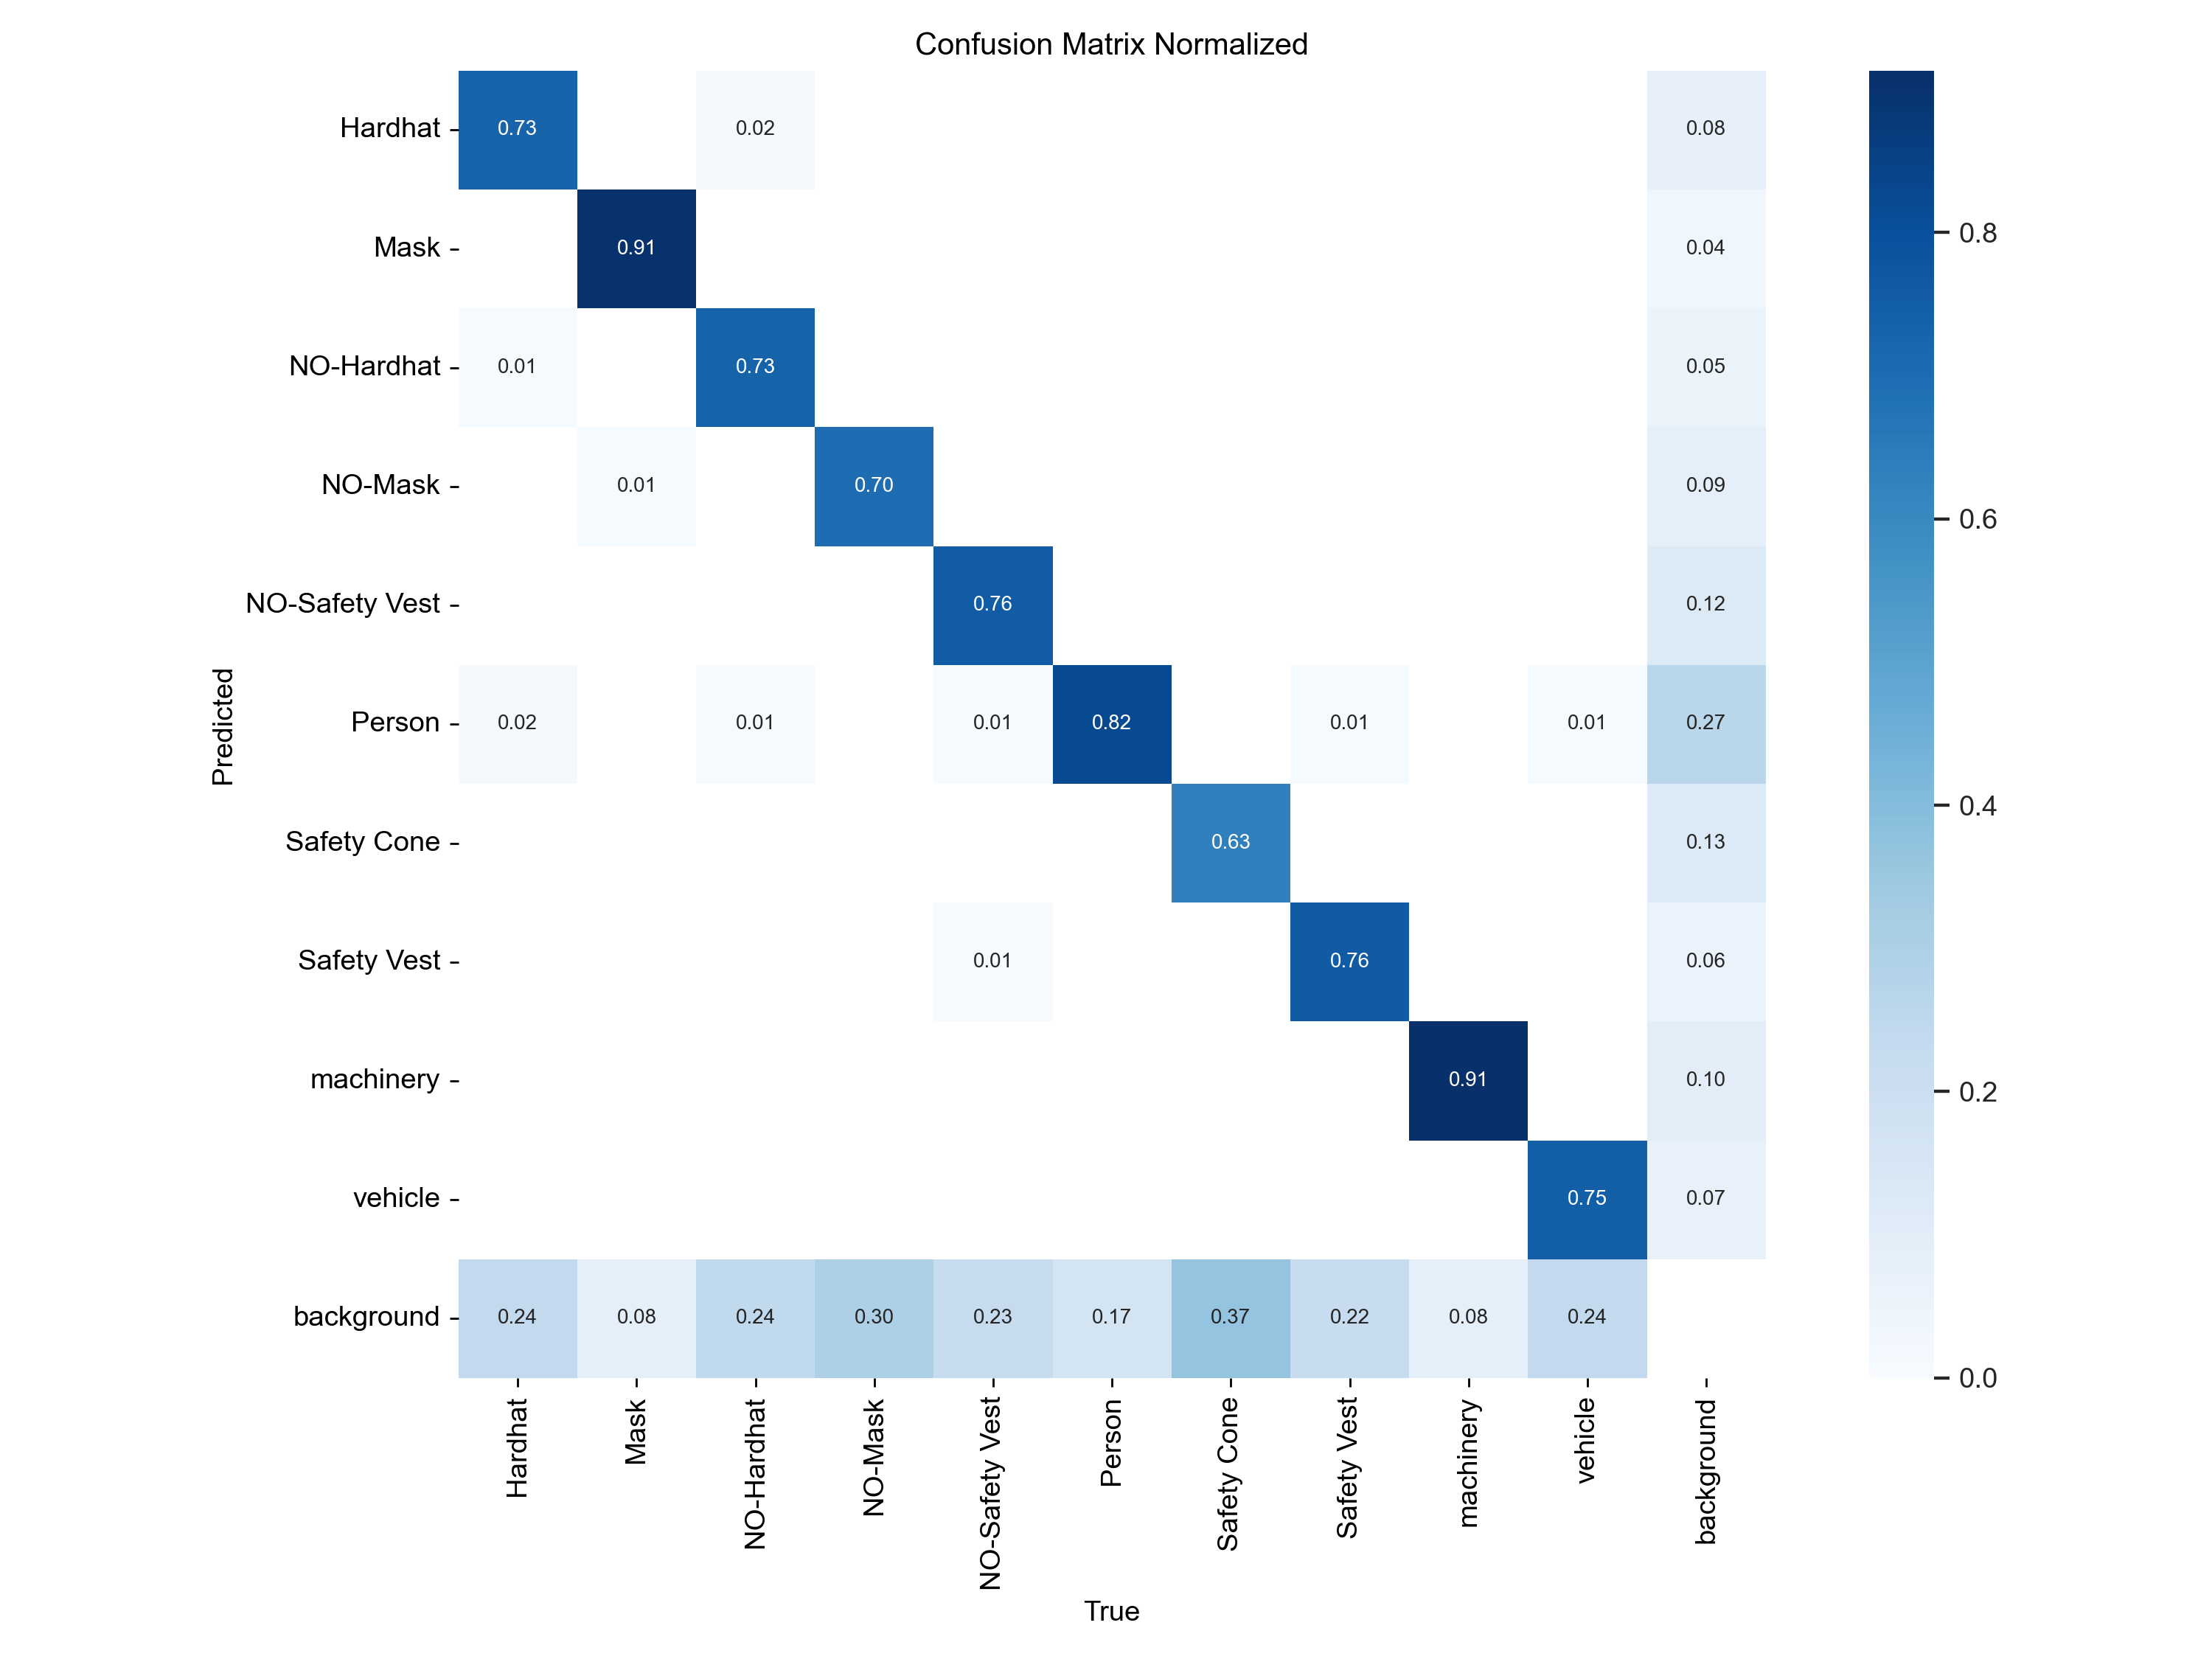 Confusion Matrix Normalized
Hardhat 0.73 0.02 0.08
Mask 0.91 0.04
NO-Hardhat 0.01 0.73 0.05
NO-Mask 0.01 0.70 0.09
NO-Safety Vest 0.76 0.12
Person 0.02 0.01 0.01 0.82 0.01 0.01 0.27
Safety Cone 0.63 0.13
Safety Vest 0.01 0.76 0.06
machinery 0.91 0.10
vehicle 0.75 0.07
background 0.24 0.08 0.24 0.30 0.23 0.17 0.37 0.22 0.08 0.24
Predicted
Hardhat
Mask
NO-Hardhat
NO-Mask
NO-Safety Vest
Person
Safety Cone
Safety Vest
machinery
vehicle
background
True
0.8
0.6
0.4
0.2
0.0